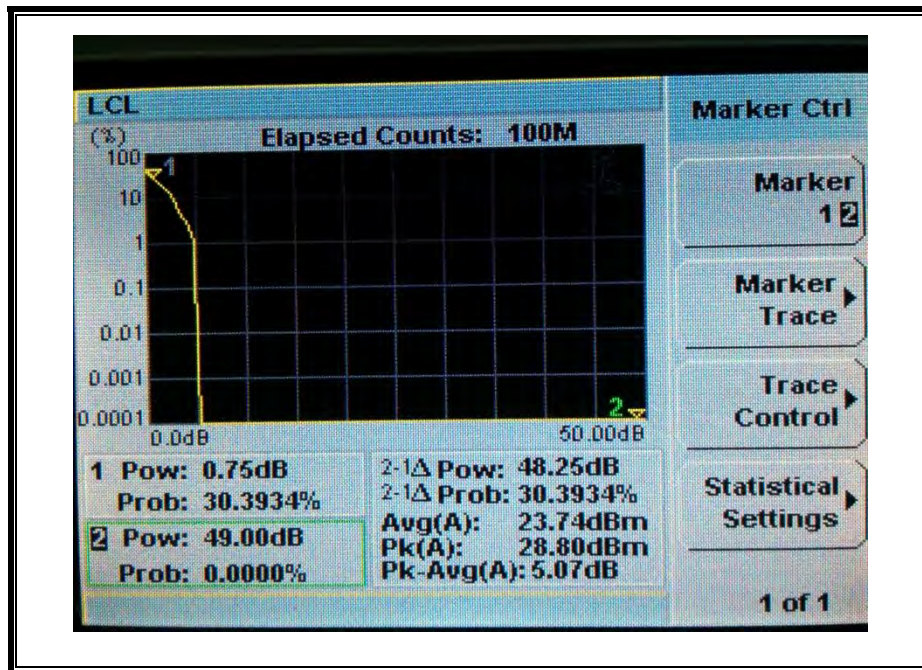 LCL
(%)
Elapsed Counts: 100M
100
1
10
1
0.1
0.01
0.001
0.0001
2
0.0dB
50.00dB
1 Pow: 0.75dB
Prob: 30.3934%
2 Pow: 49.00dB
Prob: 0.0000%
2-1Δ Pow: 48.25dB
2-1Δ Prob: 30.3934%
Avg(A): 23.74dBm
Pk(A): 28.80dBm
Pk-Avg(A): 5.07dB
Marker Ctrl
Marker
1 2
Marker
Trace
Trace
Control
Statistical
Settings
1 of 1